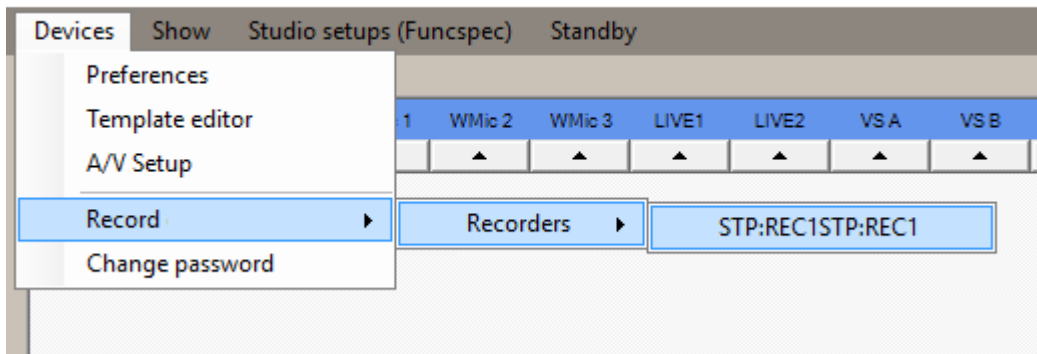 Devices Show Studio setups (Funcspec) Standby
Preferences
Template editor
1 WMic 2 WMic 3 LIVE1 LIVE2 VS A VS B
A/V Setup
Record Recorders STP:REC1STP:REC1
Change password